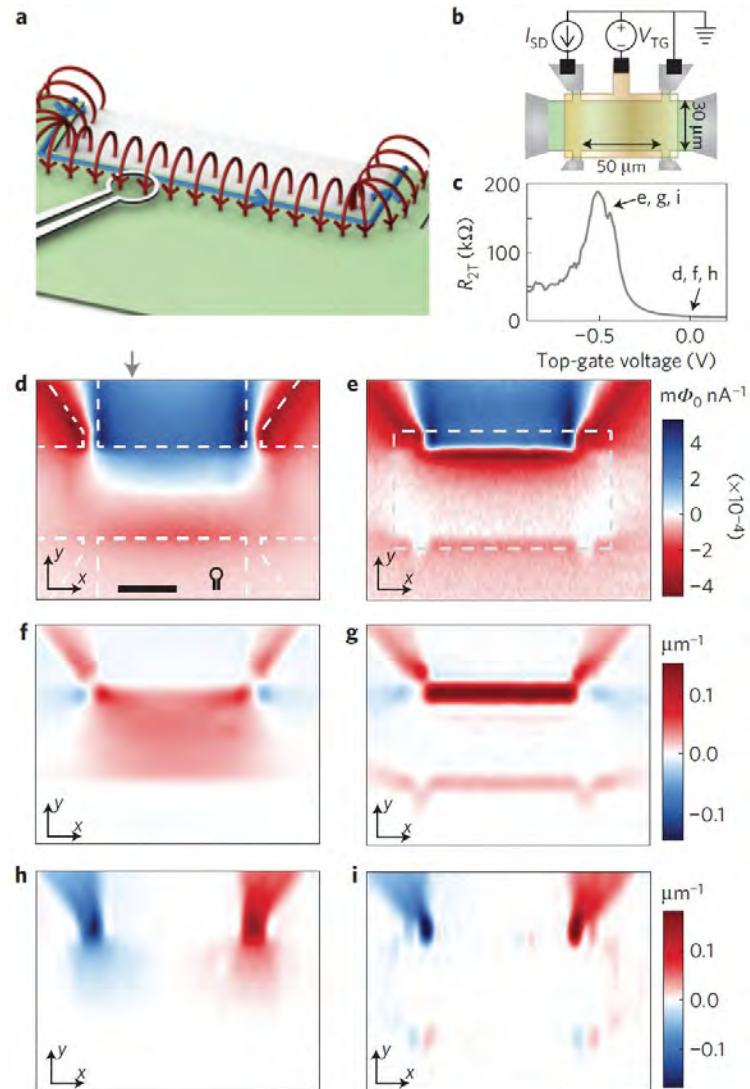 a
b
I_SD
V_TG
30 μm
50 μm
c
200
100
0
R_2T (kΩ)
e, g, i
d, f, h
−0.5
0.0
Top-gate voltage (V)
d
e
mΦ₀ nA⁻¹
4
2
0
−2
−4
(×10⁻⁴)
y
x
y
x
f
g
μm⁻¹
0.1
0.0
−0.1
y
x
y
x
h
i
μm⁻¹
0.1
0.0
−0.1
y
x
y
x